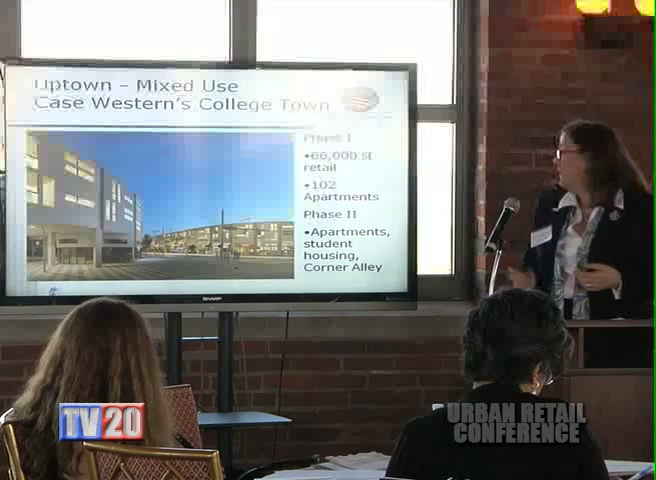 Uptown – Mixed Use
Case Western's College Town
Phase I
•66,000 sf
retail
•102
Apartments
Phase II
•Apartments,
student
housing,
Corner Alley
SHARP
TV20
URBAN RETAIL
CONFERENCE